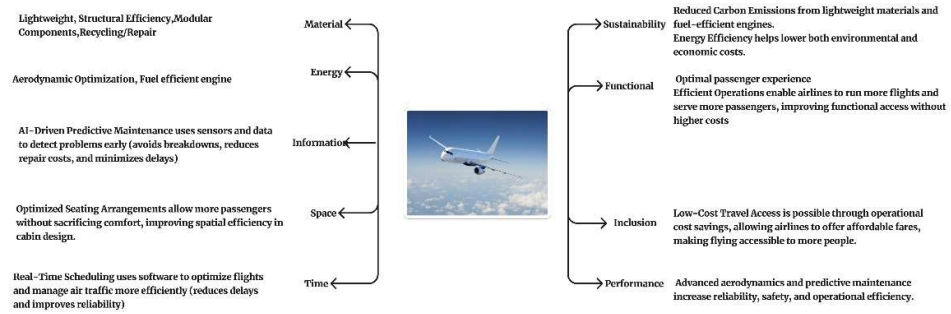 Lightweight, Structural Efficiency,Modular
Components,Recycling/Repair
Material
Aerodynamic Optimization, Fuel efficient engine
Energy
AI-Driven Predictive Maintenance uses sensors and data
to detect problems early (avoids breakdowns, reduces
repair costs, and minimizes delays)
Information
Optimized Seating Arrangements allow more passengers
without sacrificing comfort, improving spatial efficiency in
cabin design.
Space
Real-Time Scheduling uses software to optimize flights
and manage air traffic more efficiently (reduces delays
and improves reliability)
Time
Sustainability
Reduced Carbon Emissions from lightweight materials and
fuel-efficient engines.
Energy Efficiency helps lower both environmental and
economic costs.
Functional
Optimal passenger experience
Efficient Operations enable airlines to run more flights and
serve more passengers, improving functional access without
higher costs
Inclusion
Low-Cost Travel Access is possible through operational
cost savings, allowing airlines to offer affordable fares,
making flying accessible to more people.
Performance
Advanced aerodynamics and predictive maintenance
increase reliability, safety, and operational efficiency.